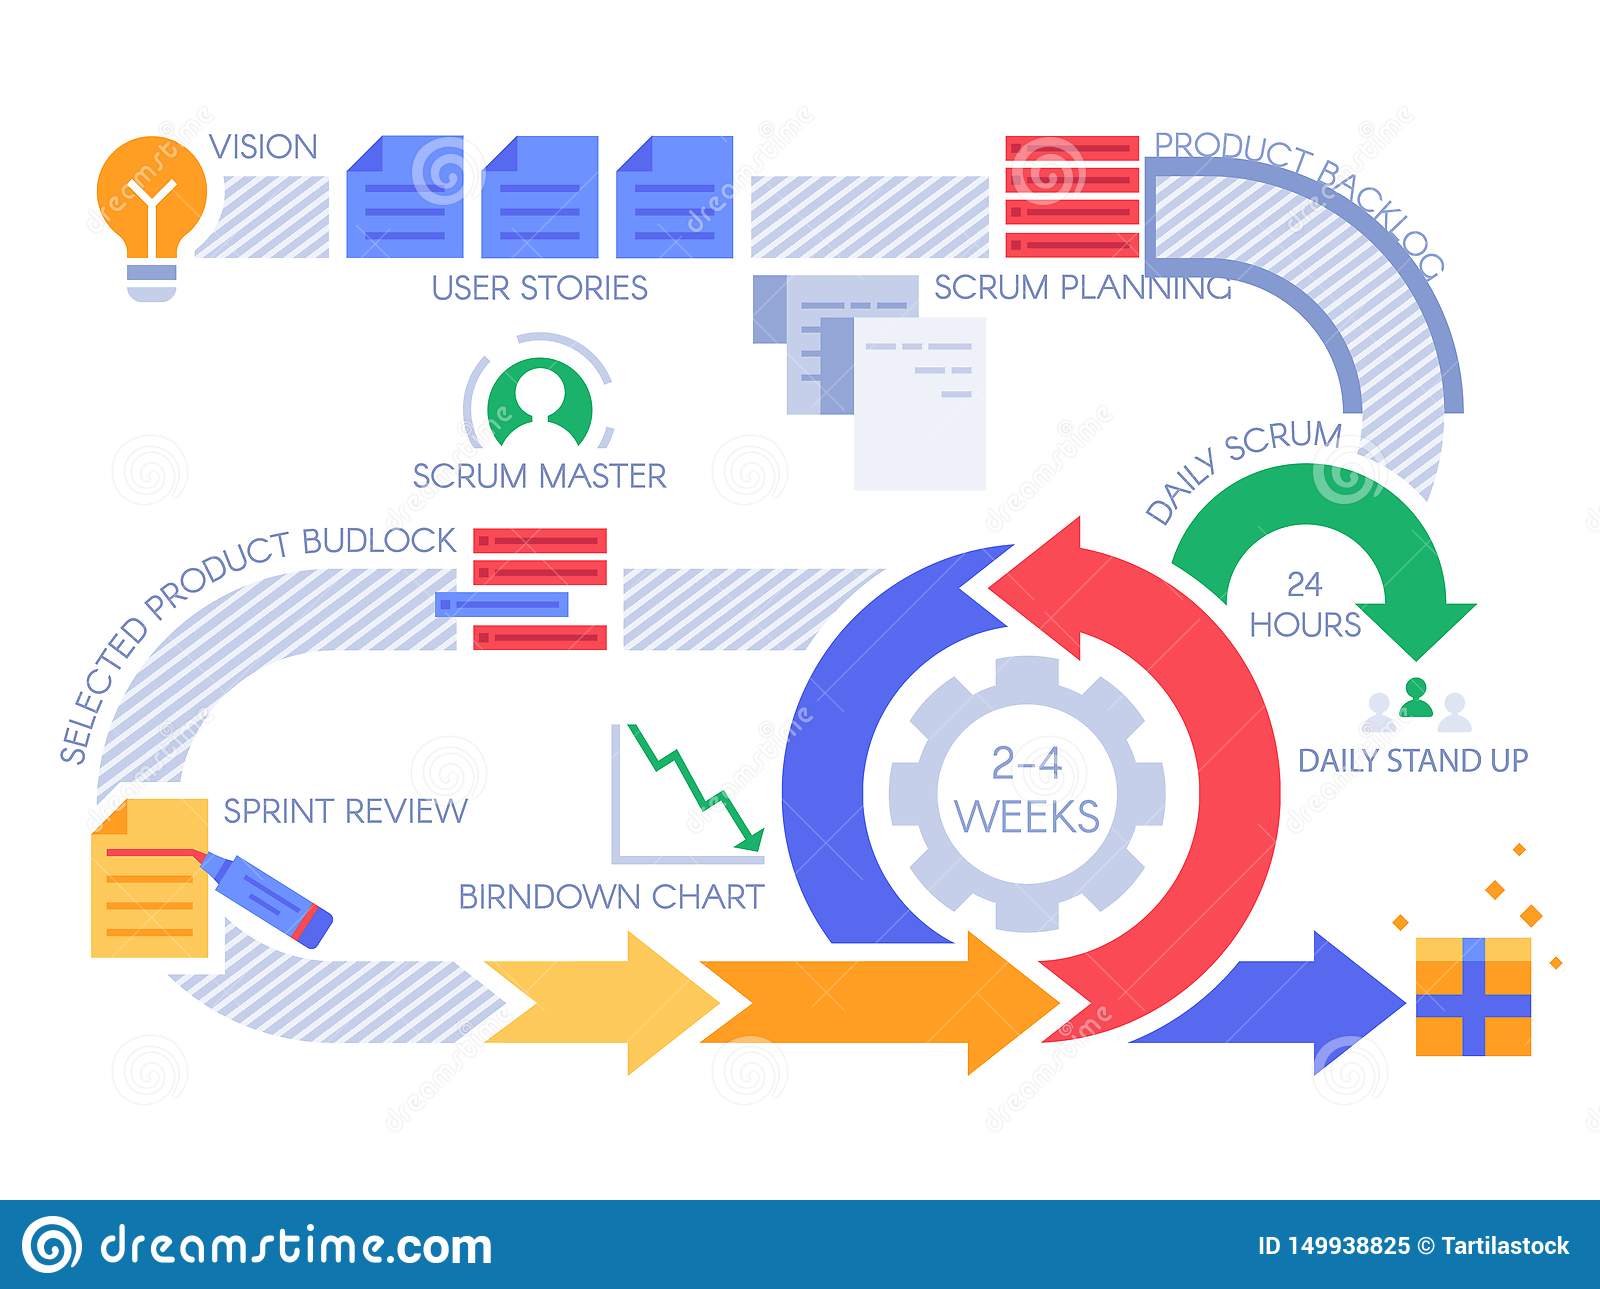 VISION
USER STORIES
SCRUM PLANNING
PRODUCT BACKLOG
SCRUM MASTER
DAILY SCRUM
24
HOURS
DAILY STAND UP
SELECTED PRODUCT BUDLOCK
2-4
WEEKS
SPRINT REVIEW
BIRNDOWN CHART
dreamstime.com
ID 149938825 © Tartilastock